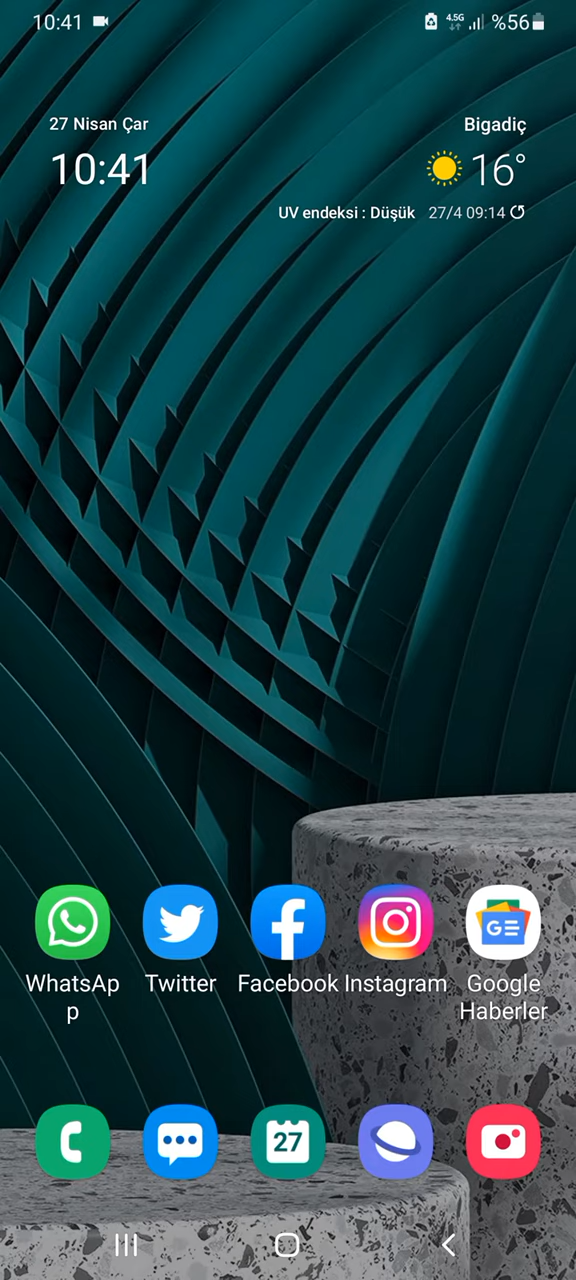 10:41 4.5G %56
27 Nisan Çar Bigadiç
10:41 16°
UV endeksi : Düşük 27/4 09:14
WhatsAp Twitter Facebook Instagram Google
p Haberler
27